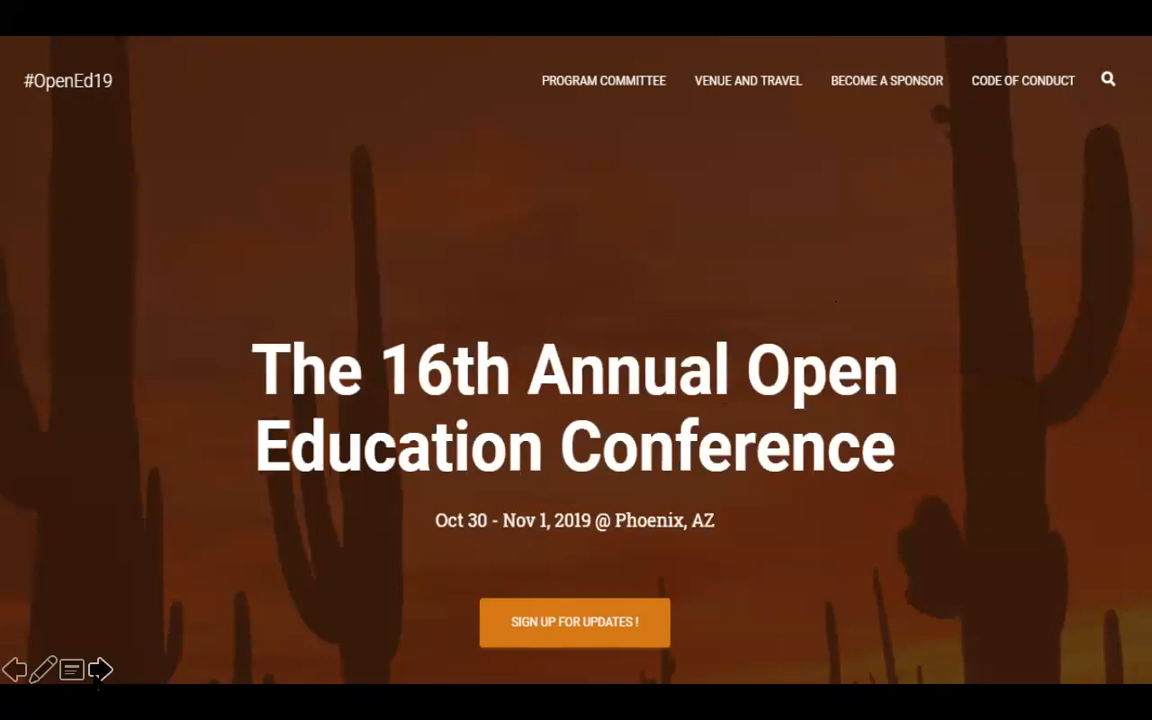 #OpenEd19
PROGRAM COMMITTEE VENUE AND TRAVEL BECOME A SPONSOR CODE OF CONDUCT
The 16th Annual Open
Education Conference
Oct 30 - Nov 1, 2019 @ Phoenix, AZ
SIGN UP FOR UPDATES !